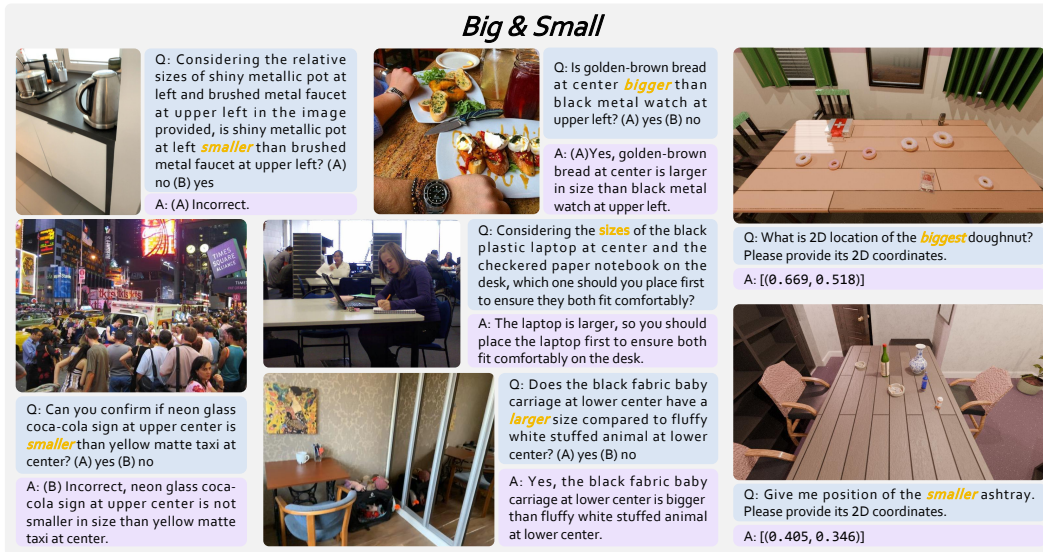 Big & Small
Q: Considering the relative
sizes of shiny metallic pot at
left and brushed metal faucet
at upper left in the image
provided, is shiny metallic pot
at left smaller than brushed
metal faucet at upper left? (A)
no (B) yes
A: (A) Incorrect.
Q: Is golden-brown bread
at center bigger than
black metal watch at
upper left? (A) yes (B) no
A: (A)Yes, golden-brown
bread at center is larger
in size than black metal
watch at upper left.
Q: What is 2D location of the biggest doughnut?
Please provide its 2D coordinates.
A: [(0.669, 0.518)]
TIMES
SQUARE
ALLIANCE
Q: Can you confirm if neon glass
coca-cola sign at upper center is
smaller than yellow matte taxi at
center? (A) yes (B) no
A: (B) Incorrect, neon glass coca-
cola sign at upper center is not
smaller in size than yellow matte
taxi at center.
Q: Considering the sizes of the black
plastic laptop at center and the
checkered paper notebook on the
desk, which one should you place first
to ensure they both fit comfortably?
A: The laptop is larger, so you should
place the laptop first to ensure both
fit comfortably on the desk.
Q: Does the black fabric baby
carriage at lower center have a
larger size compared to fluffy
white stuffed animal at lower
center? (A) yes (B) no
A: Yes, the black fabric baby
carriage at lower center is bigger
than fluffy white stuffed animal
at lower center.
Q: Give me position of the smaller ashtray.
Please provide its 2D coordinates.
A: [(0.405, 0.346)]